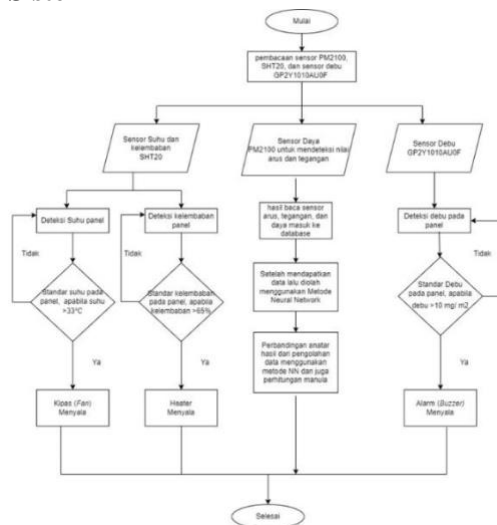 Mulai
pembacaan sensor PM2100,
SHT20, dan sensor debu
GP2Y1010AU0F
Sensor Suhu dan
kelembaban
SHT20
Sensor Daya
PM2100 untuk mendeteksi nilai
arus dan tegangan
Sensor Debu
GP2Y1010AU0F
Deteksi Suhu panel
Deteksi kelembaban
panel
hasil baca sensor
arus, tegangan, dan
daya masuk ke
database
Deteksi debu pada
panel
Tidak
Tidak
Tidak
Standar suhu pada
panel, apabila suhu
>33°C
Standar kelembaban
pada panel, apabila
kelembaban >65%
Setelah mendapatkan
data lalu diolah
menggunakan Metode
Neural Network
Standar Debu
pada panel, apabila
debu >10 mg/ m2
Perbandingan anatar
hasil dari pengolahan
data menggunakan
metode NN dan juga
perhitungan manula
Ya
Ya
Ya
Kipas (Fan)
Menyala
Heater
Menyala
Alarm (Buzzer)
Menyala
Selesai